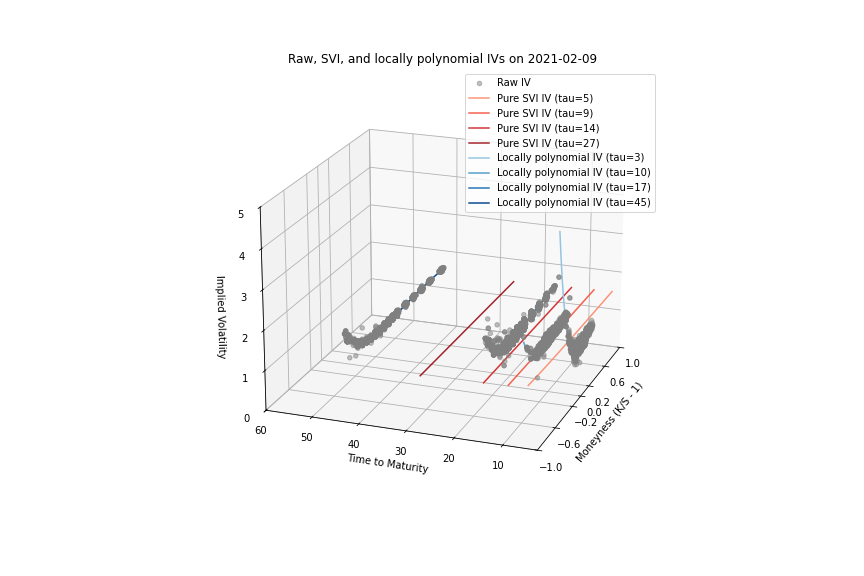 Raw, SVI, and locally polynomial IVs on 2021-02-09
Raw IV
Pure SVI IV (tau=5)
Pure SVI IV (tau=9)
Pure SVI IV (tau=14)
Pure SVI IV (tau=27)
Locally polynomial IV (tau=3)
Locally polynomial IV (tau=10)
Locally polynomial IV (tau=17)
Locally polynomial IV (tau=45)
5
4
3
2
1
0
Implied Volatility
60
50
40
30
20
10
Time to Maturity
1.0
0.6
0.2
0.0
−0.2
−0.6
−1.0
Moneyness (K/S - 1)